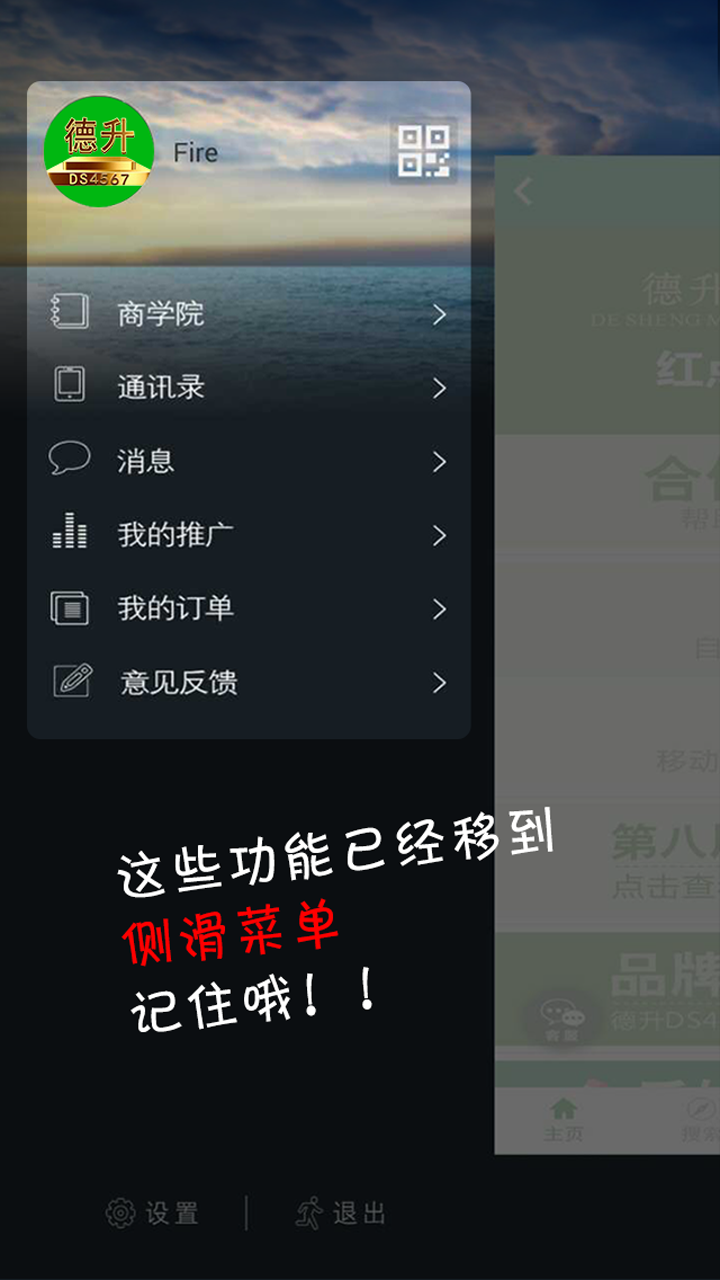 德升
DS4567
Fire
商学院
通讯录
消息
我的推广
我的订单
意见反馈
这些功能已经移到
侧滑菜单
记住哦！！
设置
退出
德升
DE SHENG M
红
合
帮
自
移动
第八
点击查
品牌
德升DS4
客服
主页
搜索